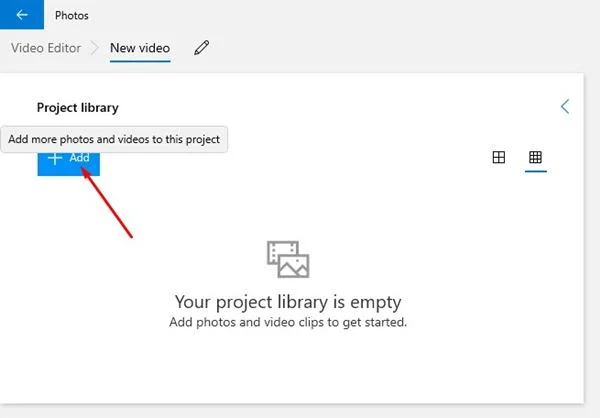 Photos
Video Editor New video
Project library
Add more photos and videos to this project
Add
Your project library is empty
Add photos and video clips to get started.